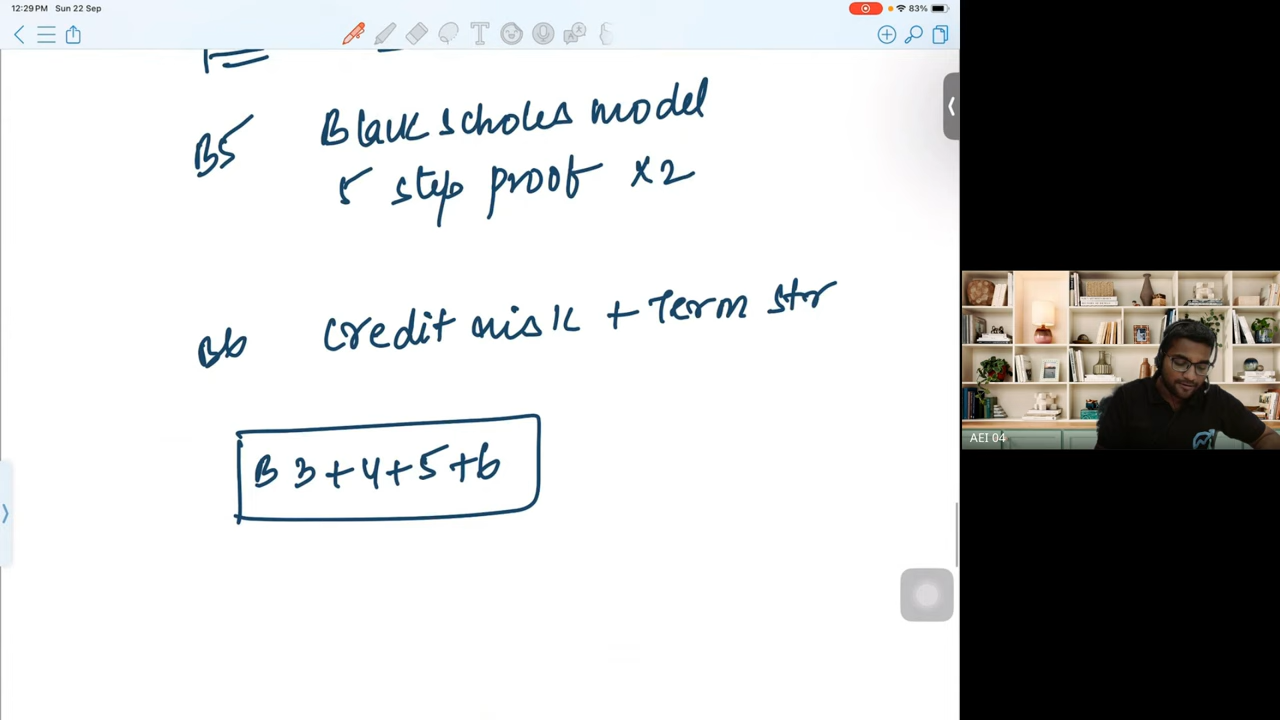 12:29 PM Sun 22 Sep
83%
B5 Black scholes model
5 step proof x2
B6 credit risk + Term str
B 3+4+5+6
AEI 04